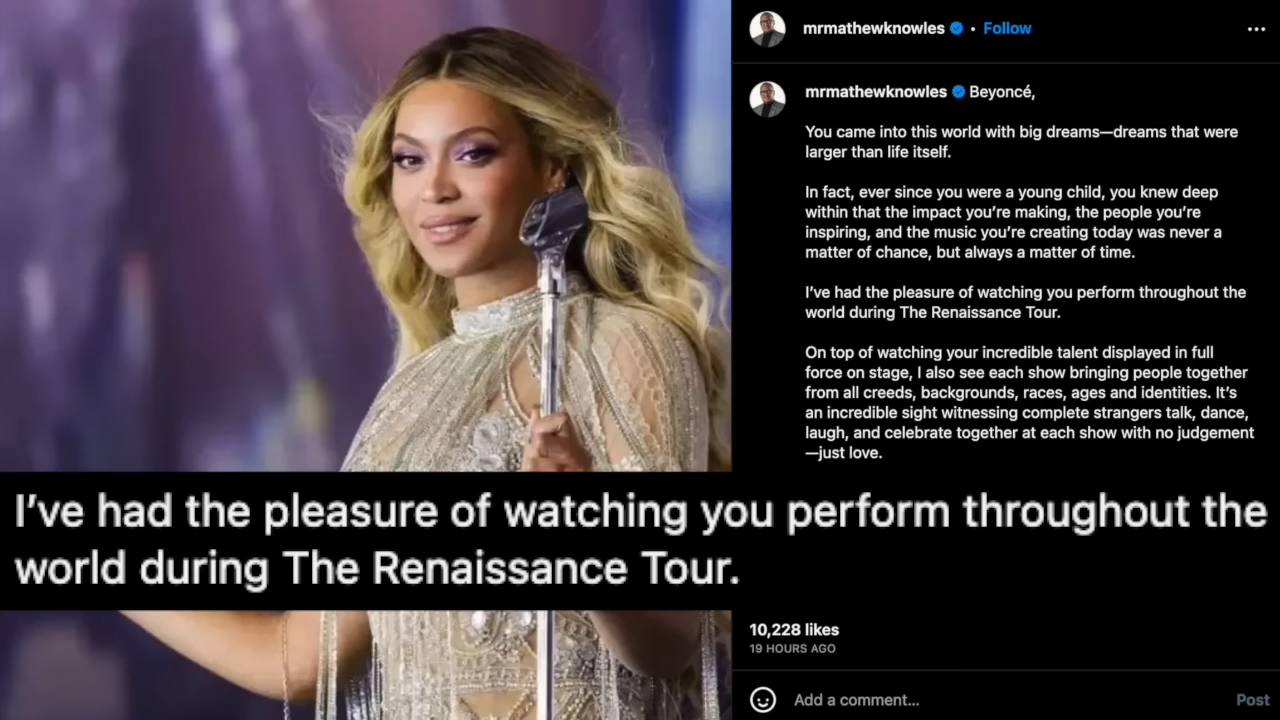 mrmathewknowles • Follow
mrmathewknowles Beyoncé,
You came into this world with big dreams—dreams that were
larger than life itself.
In fact, ever since you were a young child, you knew deep
within that the impact you’re making, the people you’re
inspiring, and the music you’re creating today was never a
matter of chance, but always a matter of time.
I’ve had the pleasure of watching you perform throughout the
world during The Renaissance Tour.
On top of watching your incredible talent displayed in full
force on stage, I also see each show bringing people together
from all creeds, backgrounds, races, ages and identities. It’s
an incredible sight witnessing complete strangers talk, dance,
laugh, and celebrate together at each show with no judgement
—just love.
I’ve had the pleasure of watching you perform throughout the
world during The Renaissance Tour.
10,228 likes
19 HOURS AGO
Add a comment...
Post